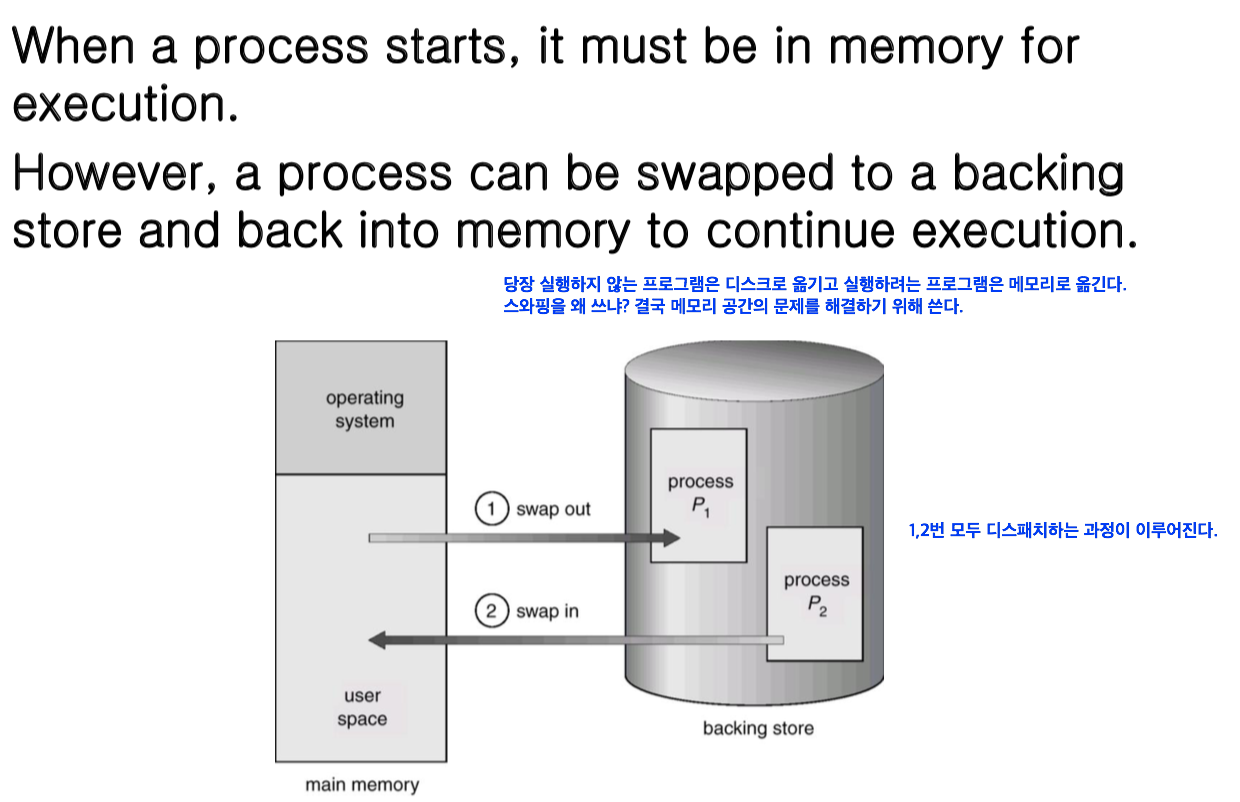 When a process starts, it must be in memory for
execution.
However, a process can be swapped to a backing
store and back into memory to continue execution.
당장 실행하지 않는 프로그램은 디스크로 옮기고 실행하려는 프로그램은 메모리로 옮긴다.
스와핑을 왜 쓰냐? 결국 메모리 공간의 문제를 해결하기 위해 쓴다.
operating
system
process
P1
1 swap out
1,2번 모두 디스패치하는 과정이 이루어진다.
process
P2
2 swap in
user
space
backing store
main memory